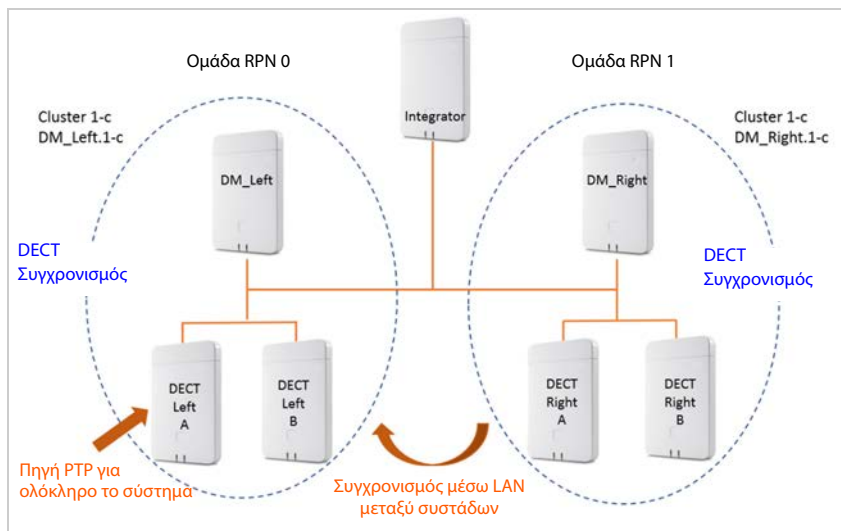 Ομάδα RPN 0
Ομάδα RPN 1
Integrator
Cluster 1-c
DM_Left.1-c
Cluster 1-c
DM_Right.1-c
DM_Left
DM_Right
DECT
Συγχρονισμός
DECT
Συγχρονισμός
DECT
Left
A
DECT
Left
B
DECT
Right
A
DECT
Right
B
Πηγή PTP για
ολόκληρο το σύστημα
Συγχρονισμός μέσω LAN
μεταξύ συστάδων